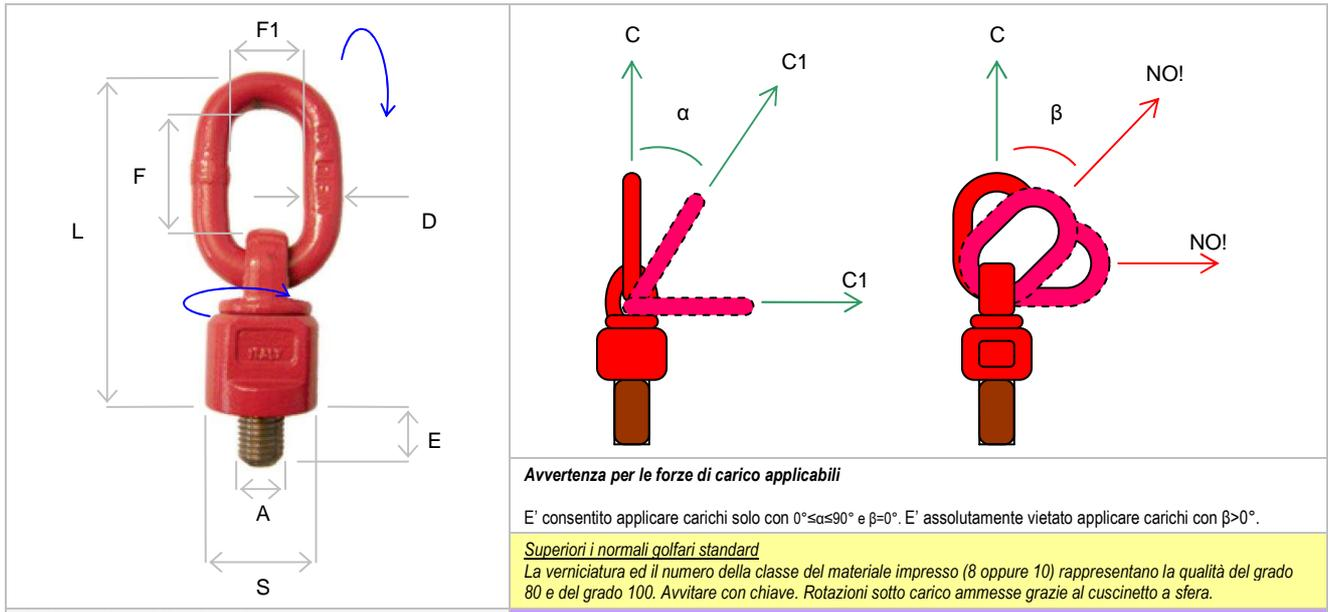 F1
F
L
D
ITALY
E
A
S
C
C1
α
C1
C
NO!
β
NO!
Avvertenza per le forze di carico applicabili
E' consentito applicare carichi solo con 0°≤α≤90° e β=0°. E' assolutamente vietato applicare carichi con β>0°.
Superiori i normali golfari standard
La verniciatura ed il numero della classe del materiale impresso (8 oppure 10) rappresentano la qualità del grado
80 e del grado 100. Avvitare con chiave. Rotazioni sotto carico ammesse grazie al cuscinetto a sfera.